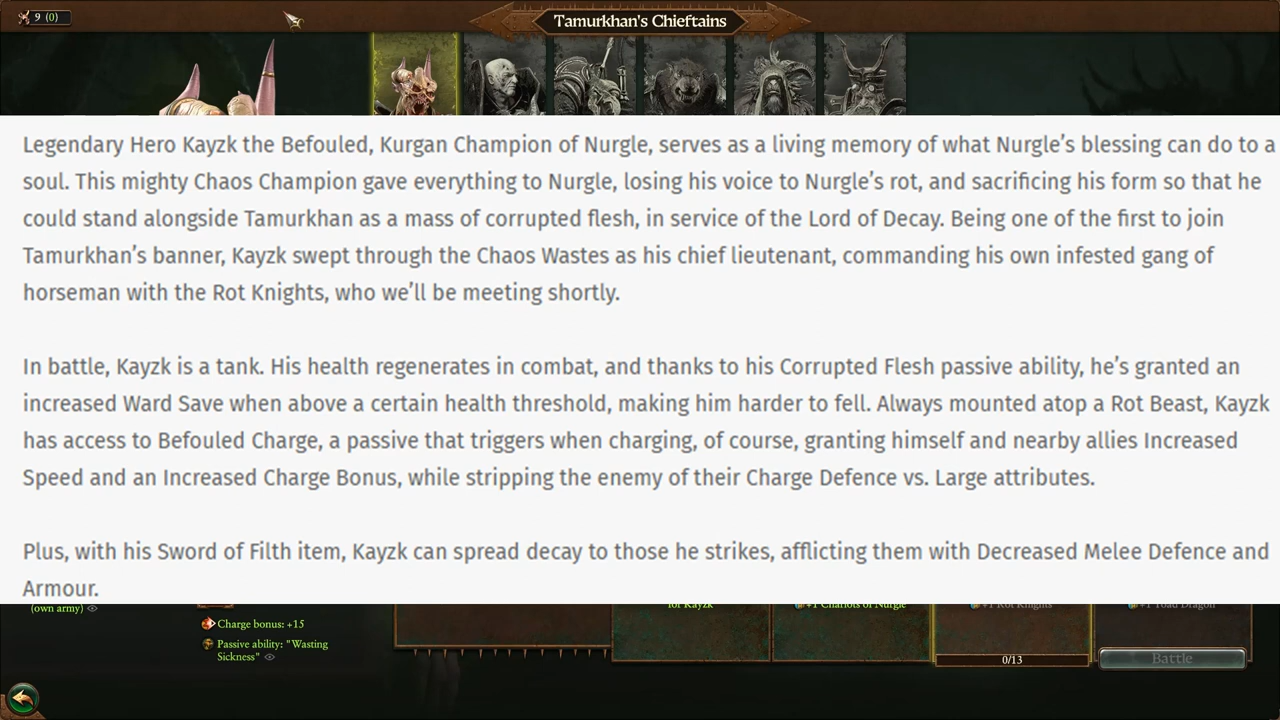 9 (0)
Tamurkhan's Chieftains
Legendary Hero Kayzk the Befouled, Kurgan Champion of Nurgle, serves as a living memory of what Nurgle’s blessing can do to a
soul. This mighty Chaos Champion gave everything to Nurgle, losing his voice to Nurgle’s rot, and sacrificing his form so that he
could stand alongside Tamurkhan as a mass of corrupted flesh, in service of the Lord of Decay. Being one of the first to join
Tamurkhan’s banner, Kayzk swept through the Chaos Wastes as his chief lieutenant, commanding his own infested gang of
horseman with the Rot Knights, who we’ll be meeting shortly.
In battle, Kayzk is a tank. His health regenerates in combat, and thanks to his Corrupted Flesh passive ability, he’s granted an
increased Ward Save when above a certain health threshold, making him harder to fell. Always mounted atop a Rot Beast, Kayzk
has access to Befouled Charge, a passive that triggers when charging, of course, granting himself and nearby allies Increased
Speed and an Increased Charge Bonus, while stripping the enemy of their Charge Defence vs. Large attributes.
Plus, with his Sword of Filth item, Kayzk can spread decay to those he strikes, afflicting them with Decreased Melee Defence and
Armour.
(own army)
for Kayzk
+1 Chariots of Nurgle
+1 Rot Knights
+1 Toad Dragon
Charge bonus: +15
Passive ability: "Wasting
Sickness"
0/13
Battle